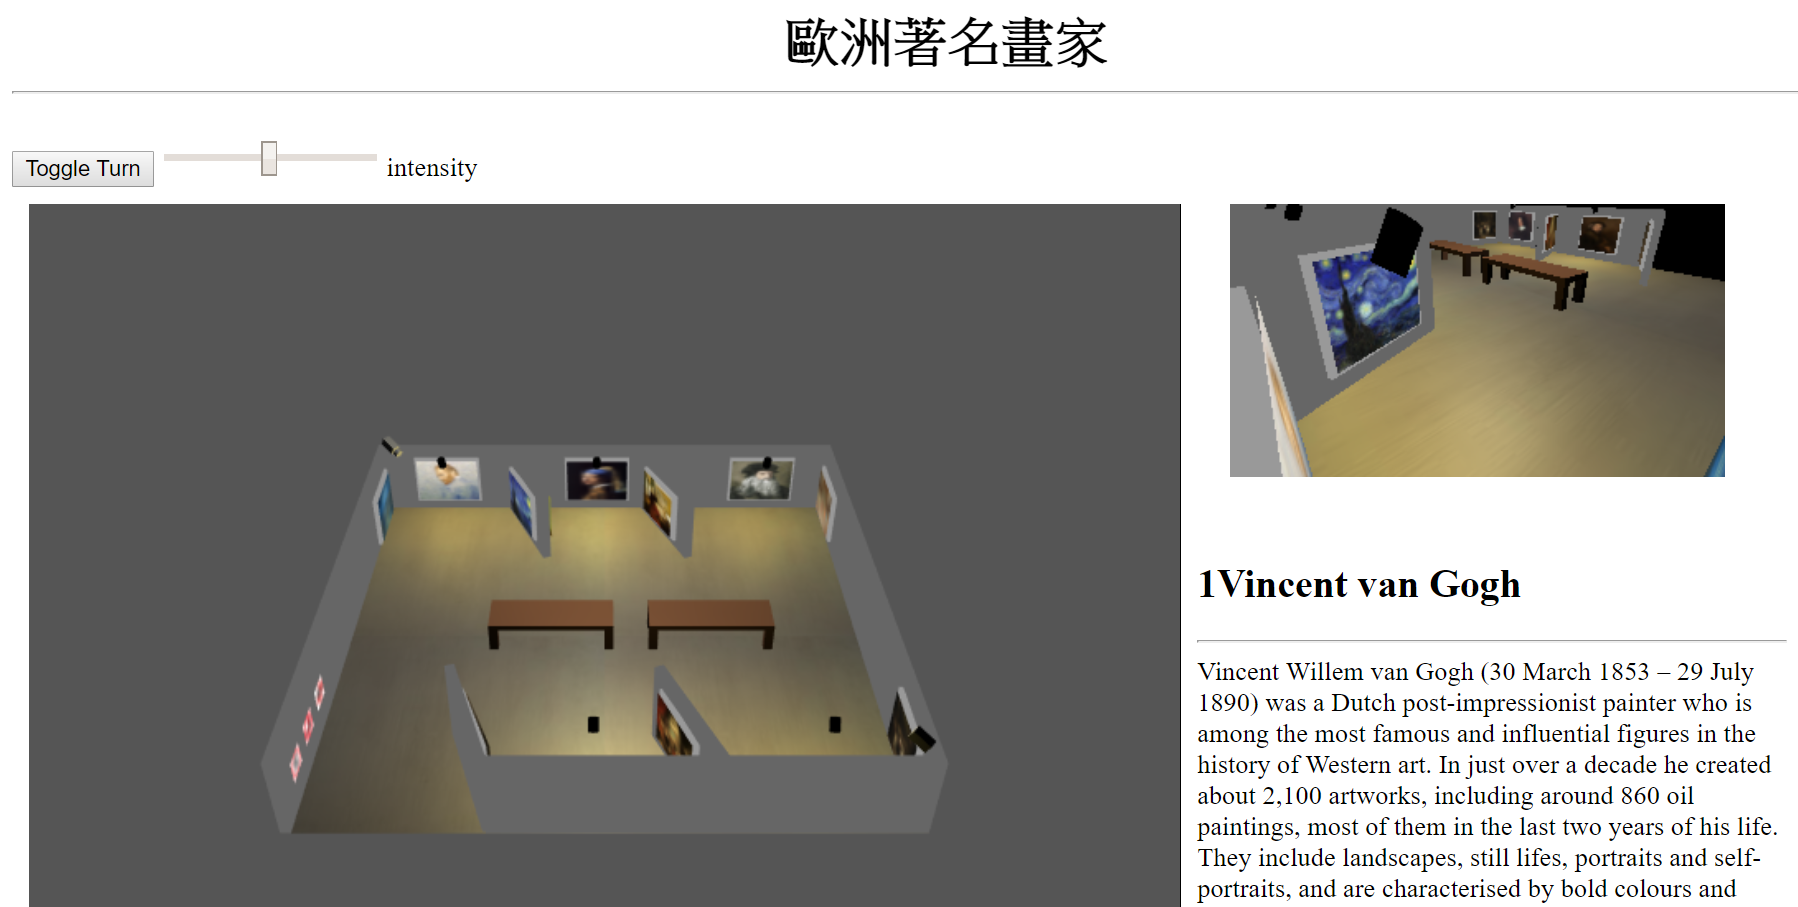 歐洲著名畫家
Toggle Turn
intensity
1Vincent van Gogh
Vincent Willem van Gogh (30 March 1853 – 29 July
1890) was a Dutch post-impressionist painter who is
among the most famous and influential figures in the
history of Western art. In just over a decade he created
about 2,100 artworks, including around 860 oil
paintings, most of them in the last two years of his life.
They include landscapes, still lifes, portraits and self-
portraits, and are characterised by bold colours and